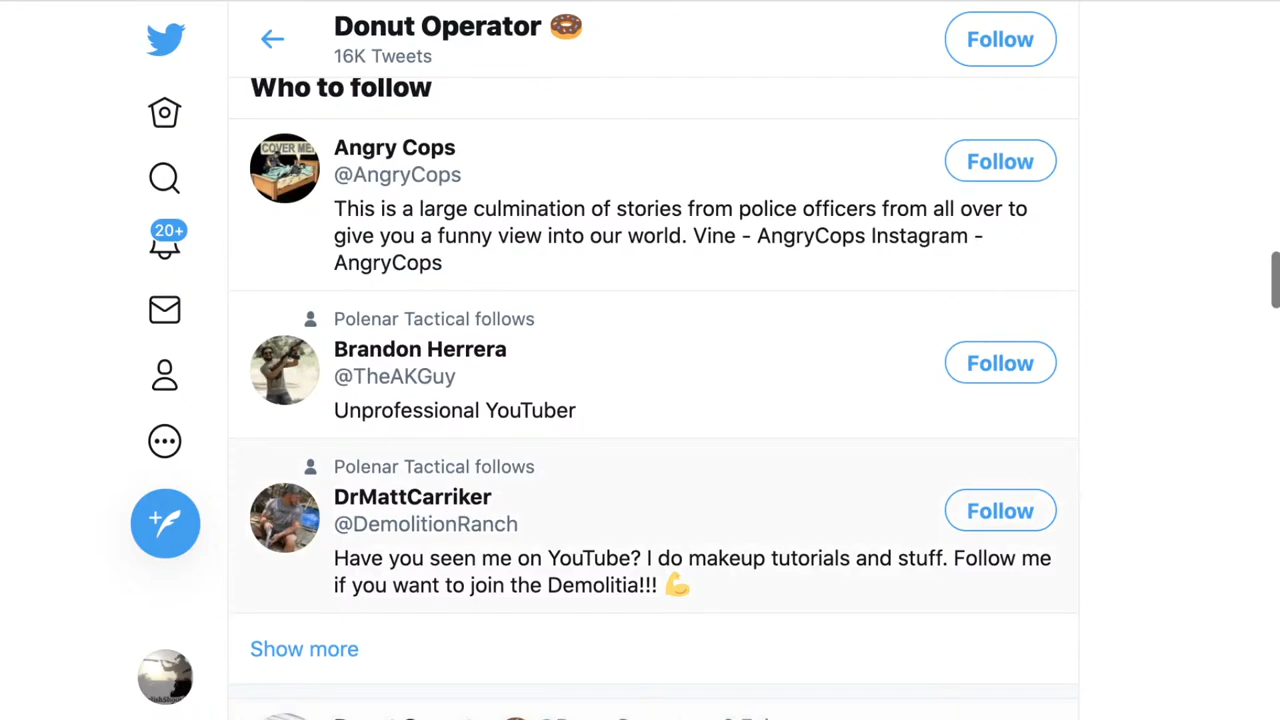 Donut Operator 🍩
16K Tweets
Follow
Who to follow
COVER ME
Angry Cops
@AngryCops
Follow
This is a large culmination of stories from police officers from all over to
give you a funny view into our world. Vine - AngryCops Instagram -
AngryCops
20+
Polenar Tactical follows
Brandon Herrera
@TheAKGuy
Follow
Unprofessional YouTuber
Polenar Tactical follows
DrMattCarriker
@DemolitionRanch
Follow
Have you seen me on YouTube? I do makeup tutorials and stuff. Follow me
if you want to join the Demolitia!!! 💪
Show more